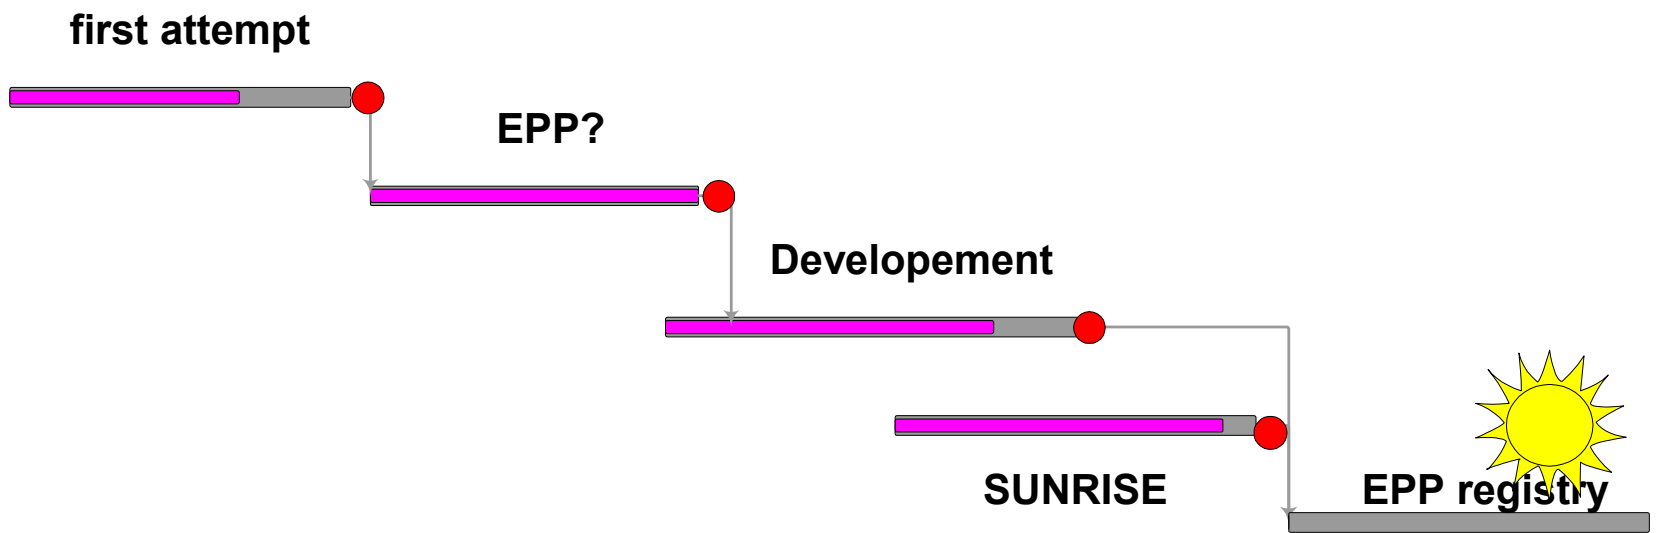 first attempt
EPP?
Developement
SUNRISE
EPP registry